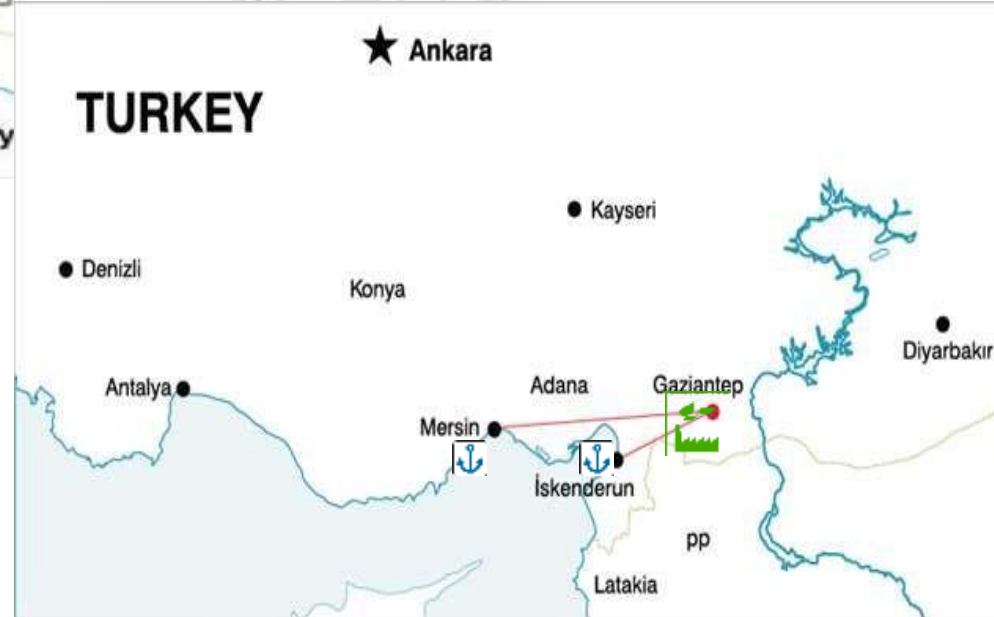 Ankara
TURKEY
y
Kayseri
Denizli
Konya
Diyarbakır
Antalya
Adana
Gaziantep
Mersin
İskenderun
pp
Latakia